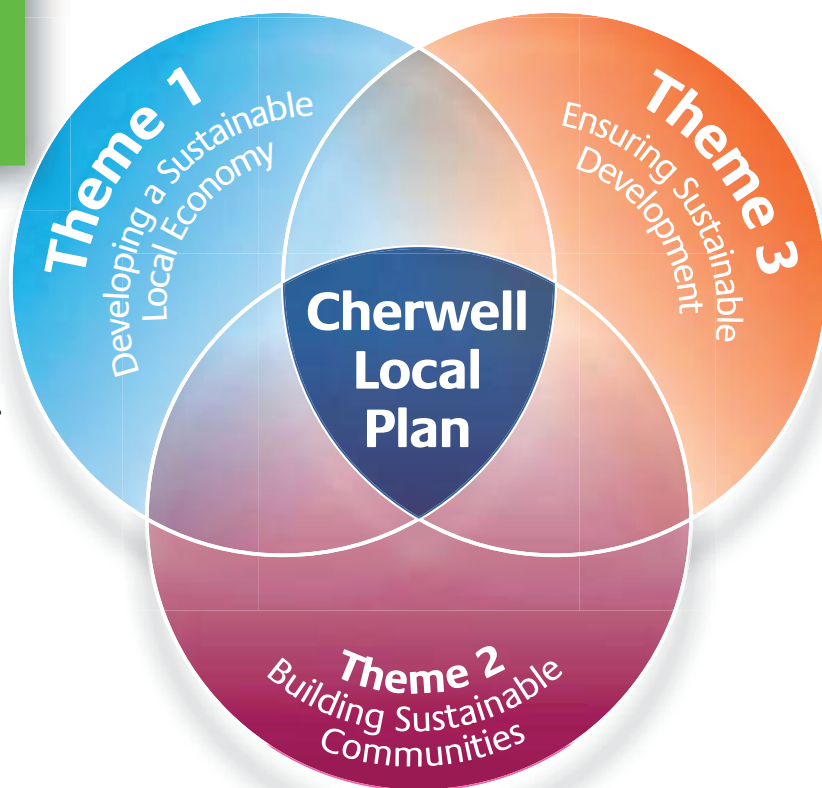 Theme 1
Developing a Sustainable
Local Economy
Theme 3
Ensuring Sustainable
Development
Cherwell
Local
Plan
Theme 2
Building Sustainable
Communities